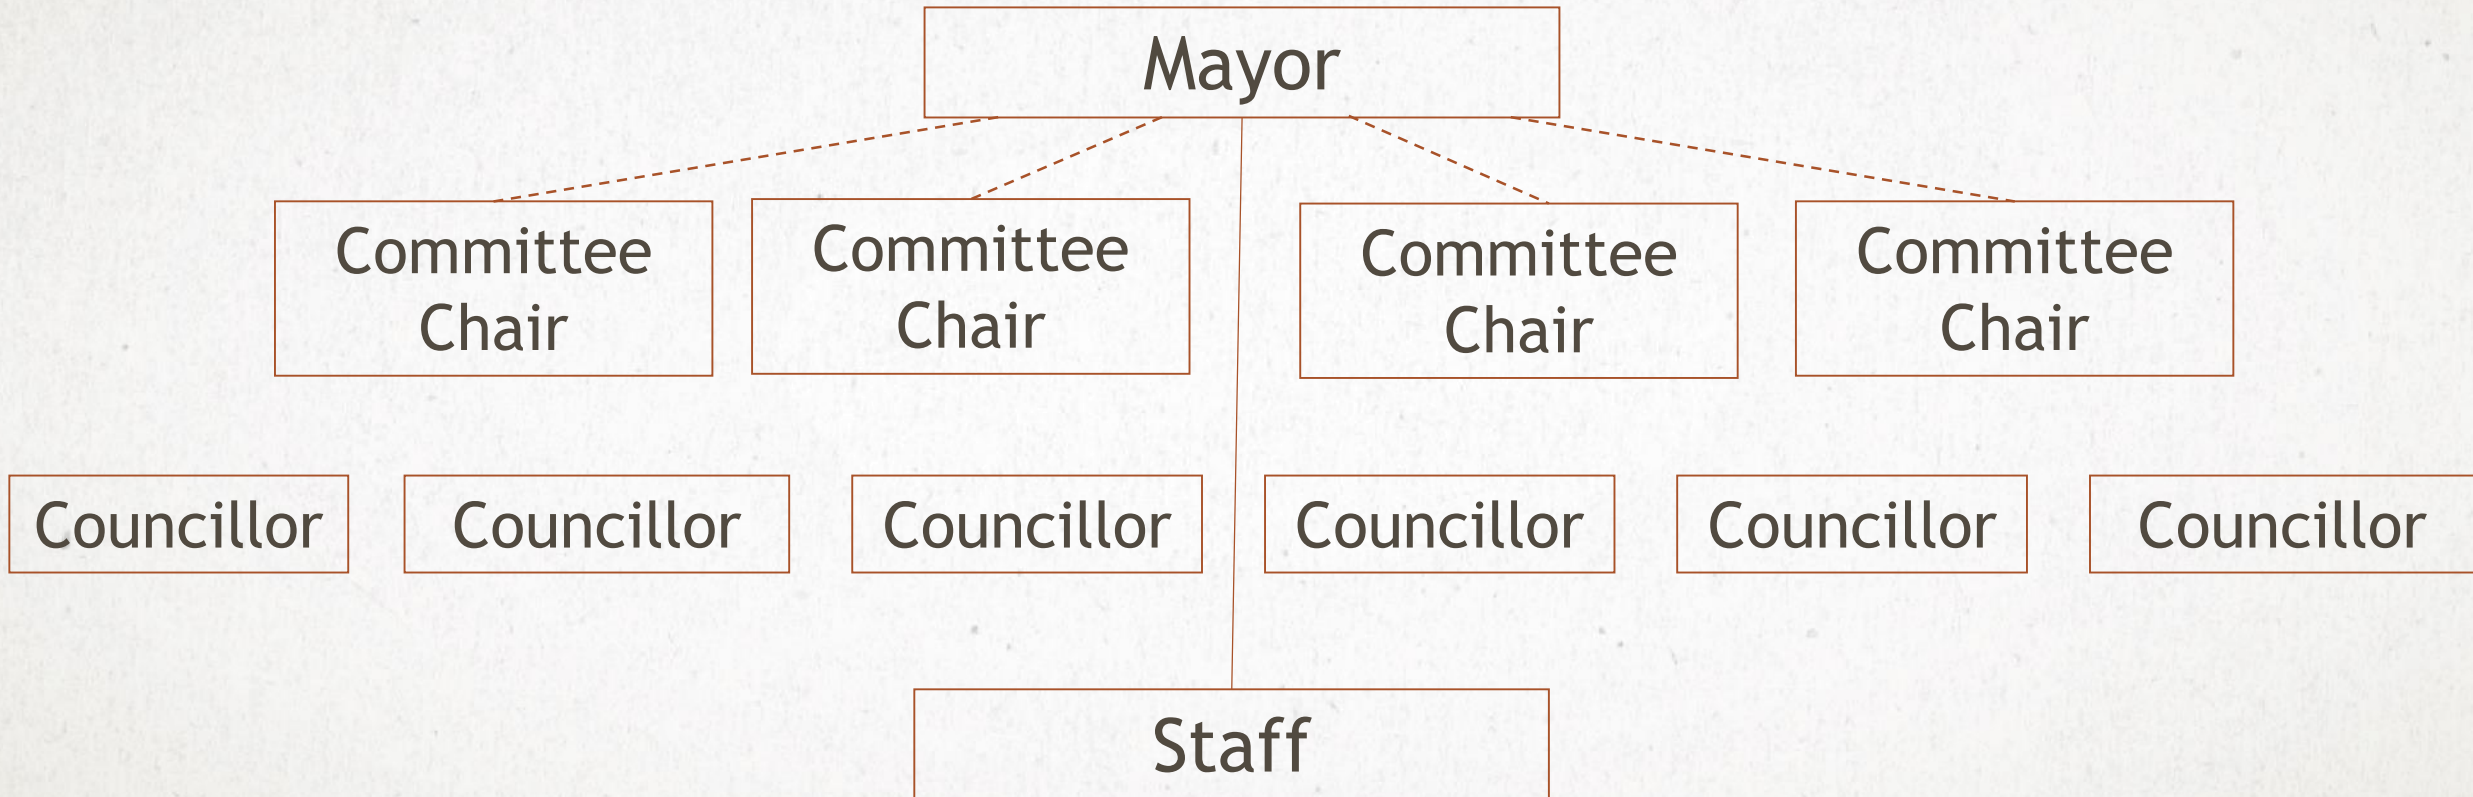 Mayor
Committee
Chair
Committee
Chair
Committee
Chair
Committee
Chair
Councillor
Councillor
Councillor
Councillor
Councillor
Councillor
Staff